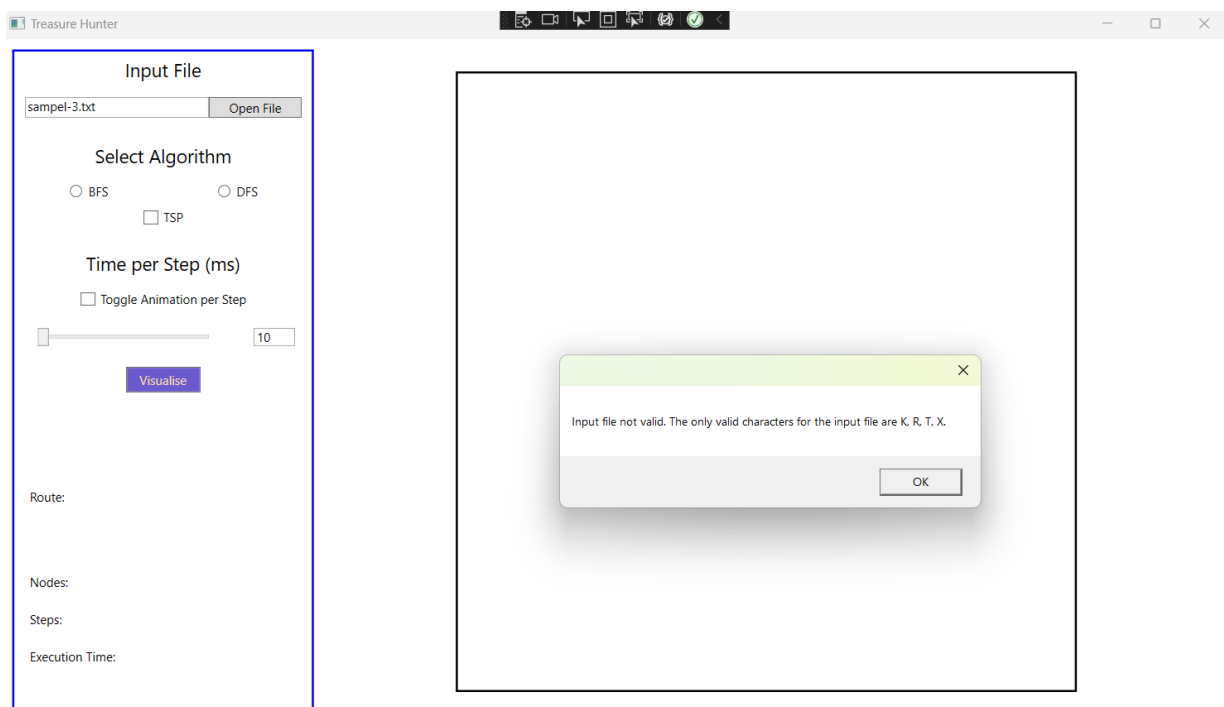 Treasure Hunter
Input File
sampel-3.txt
Open File
Select Algorithm
BFS DFS
TSP
Time per Step (ms)
Toggle Animation per Step
10
Visualise
Input file not valid. The only valid characters for the input file are K, R, T, X.
OK
Route:
Nodes:
Steps:
Execution Time: